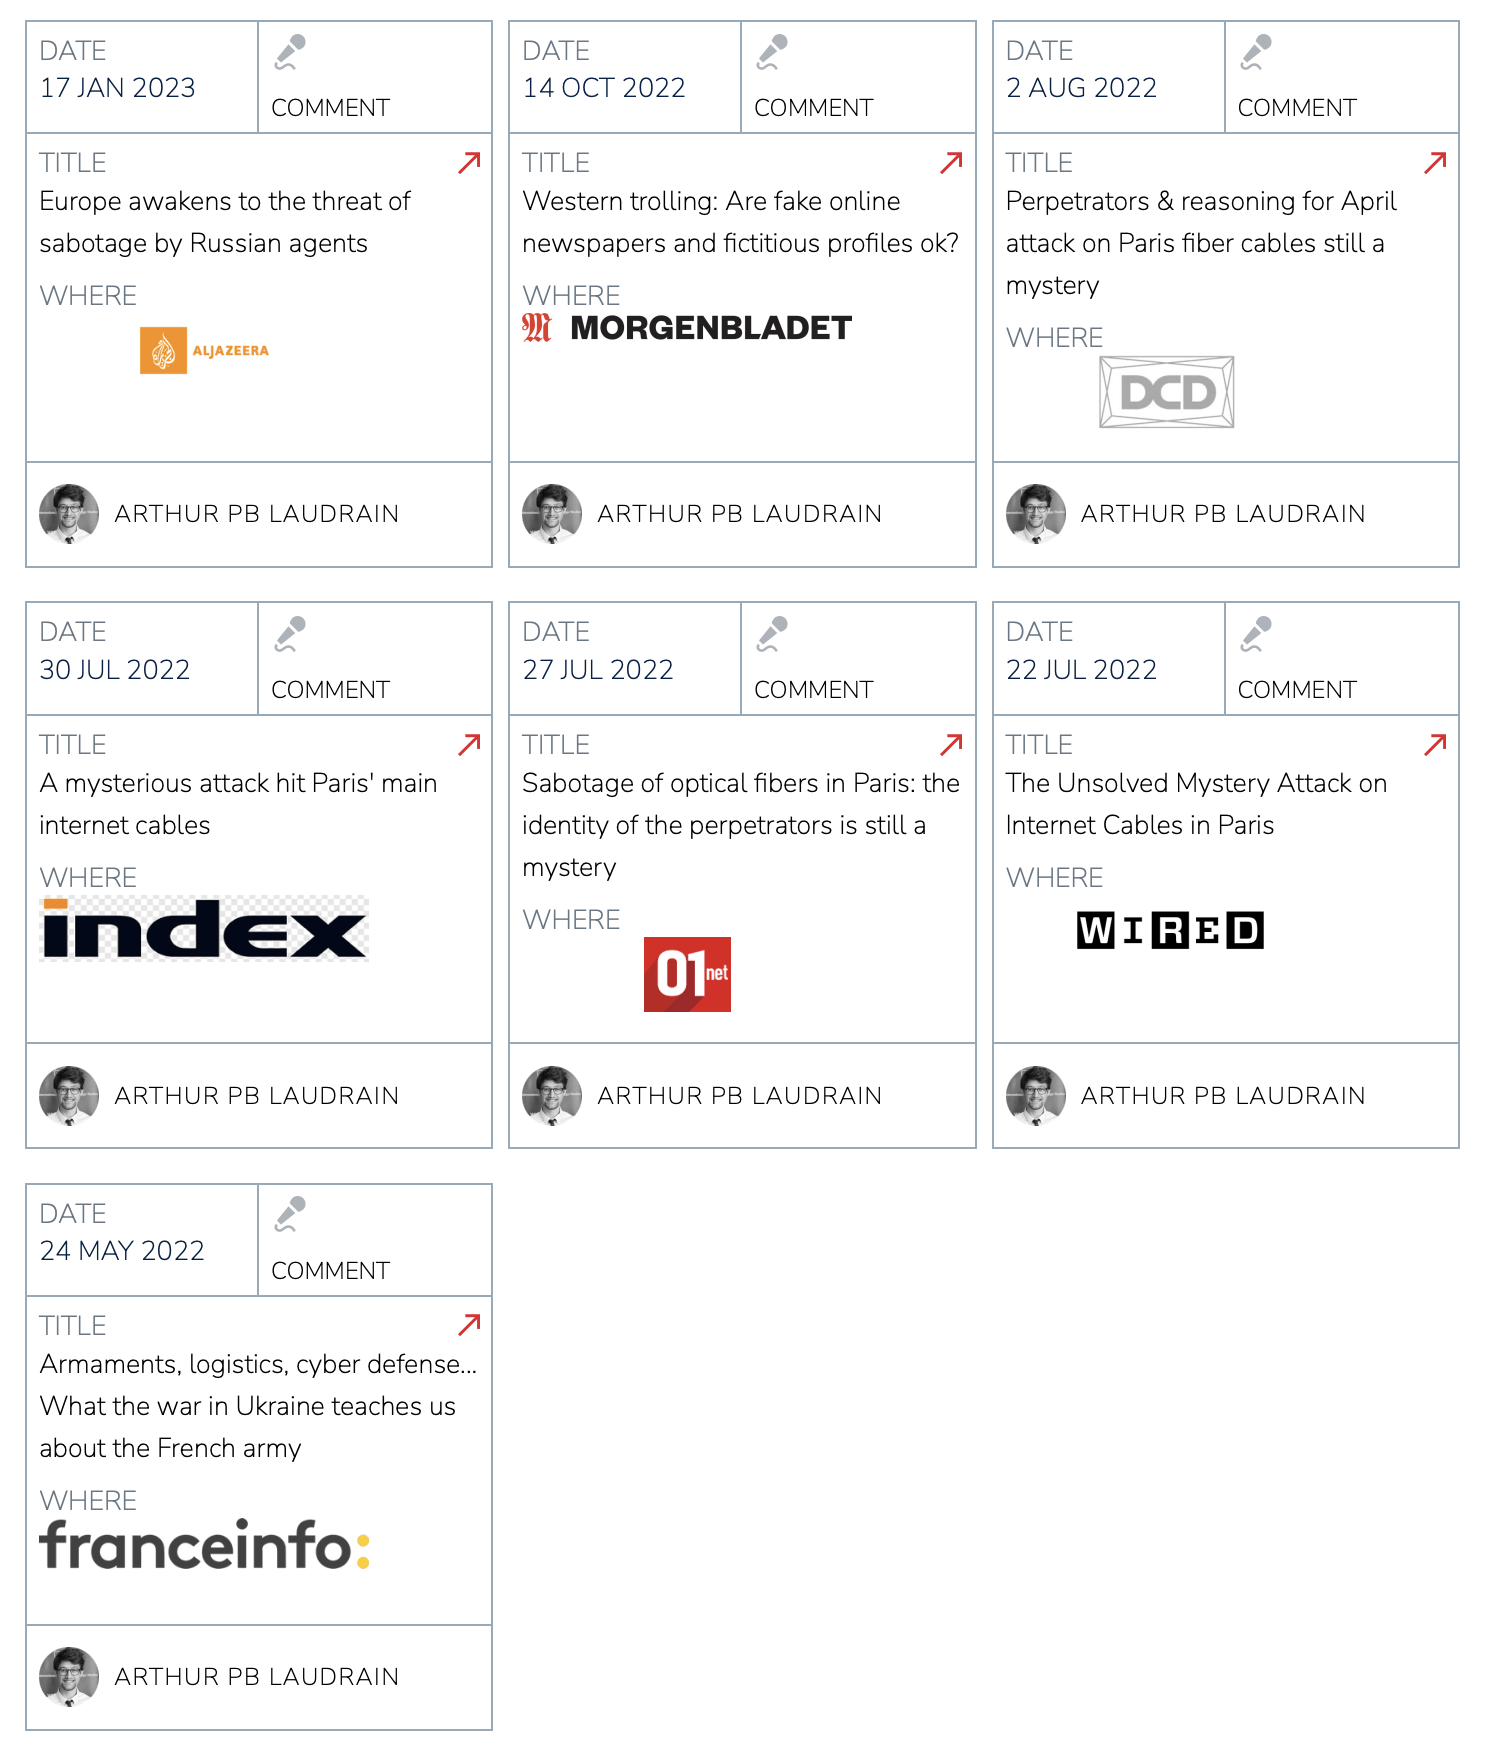 DATE
17 JAN 2023
COMMENT
TITLE
Europe awakens to the threat of
sabotage by Russian agents
WHERE
ALJAZEERA
ARTHUR PB LAUDRAIN
DATE
14 OCT 2022
COMMENT
TITLE
Western trolling: Are fake online
newspapers and fictitious profiles ok?
WHERE
M MORGENBLADET
ARTHUR PB LAUDRAIN
DATE
2 AUG 2022
COMMENT
TITLE
Perpetrators & reasoning for April
attack on Paris fiber cables still a
mystery
WHERE
DCD
ARTHUR PB LAUDRAIN
DATE
30 JUL 2022
COMMENT
TITLE
A mysterious attack hit Paris' main
internet cables
WHERE
index
ARTHUR PB LAUDRAIN
DATE
27 JUL 2022
COMMENT
TITLE
Sabotage of optical fibers in Paris: the
identity of the perpetrators is still a
mystery
WHERE
01net
ARTHUR PB LAUDRAIN
DATE
22 JUL 2022
COMMENT
TITLE
The Unsolved Mystery Attack on
Internet Cables in Paris
WHERE
WIRED
ARTHUR PB LAUDRAIN
DATE
24 MAY 2022
COMMENT
TITLE
Armaments, logistics, cyber defense...
What the war in Ukraine teaches us
about the French army
WHERE
franceinfo:
ARTHUR PB LAUDRAIN